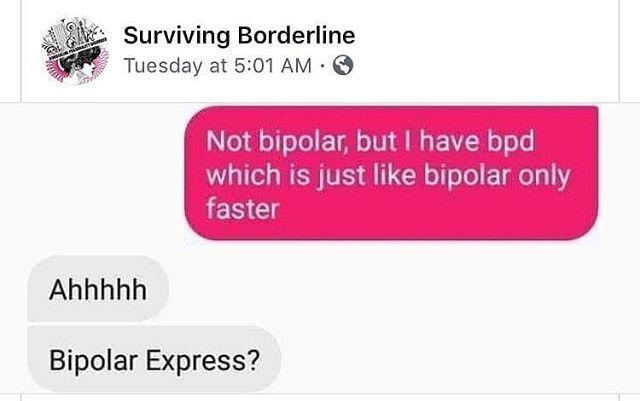 Surviving Borderline
Tuesday at 5:01 AM ·
Not bipolar, but I have bpd
which is just like bipolar only
faster
Ahhhhh
Bipolar Express?